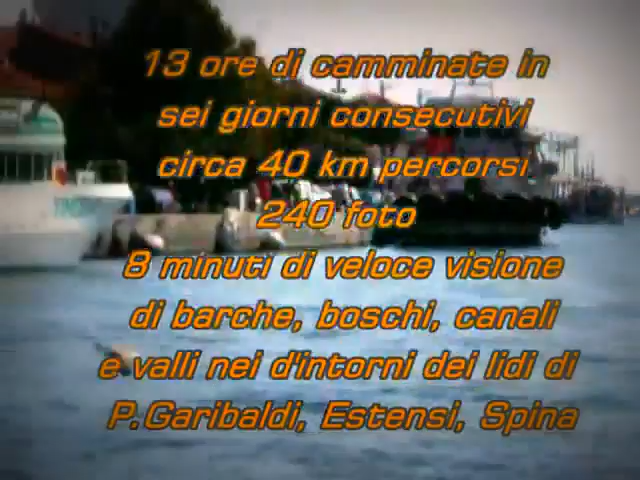 13 ore di camminate in
sei giorni consecutivi
circa 40 km percorsi
240 foto
8 minuti di veloce visione
di barche, boschi, canali
e valli nei d'intorni dei lidi di
P.Garibaldi, Estensi, Spina